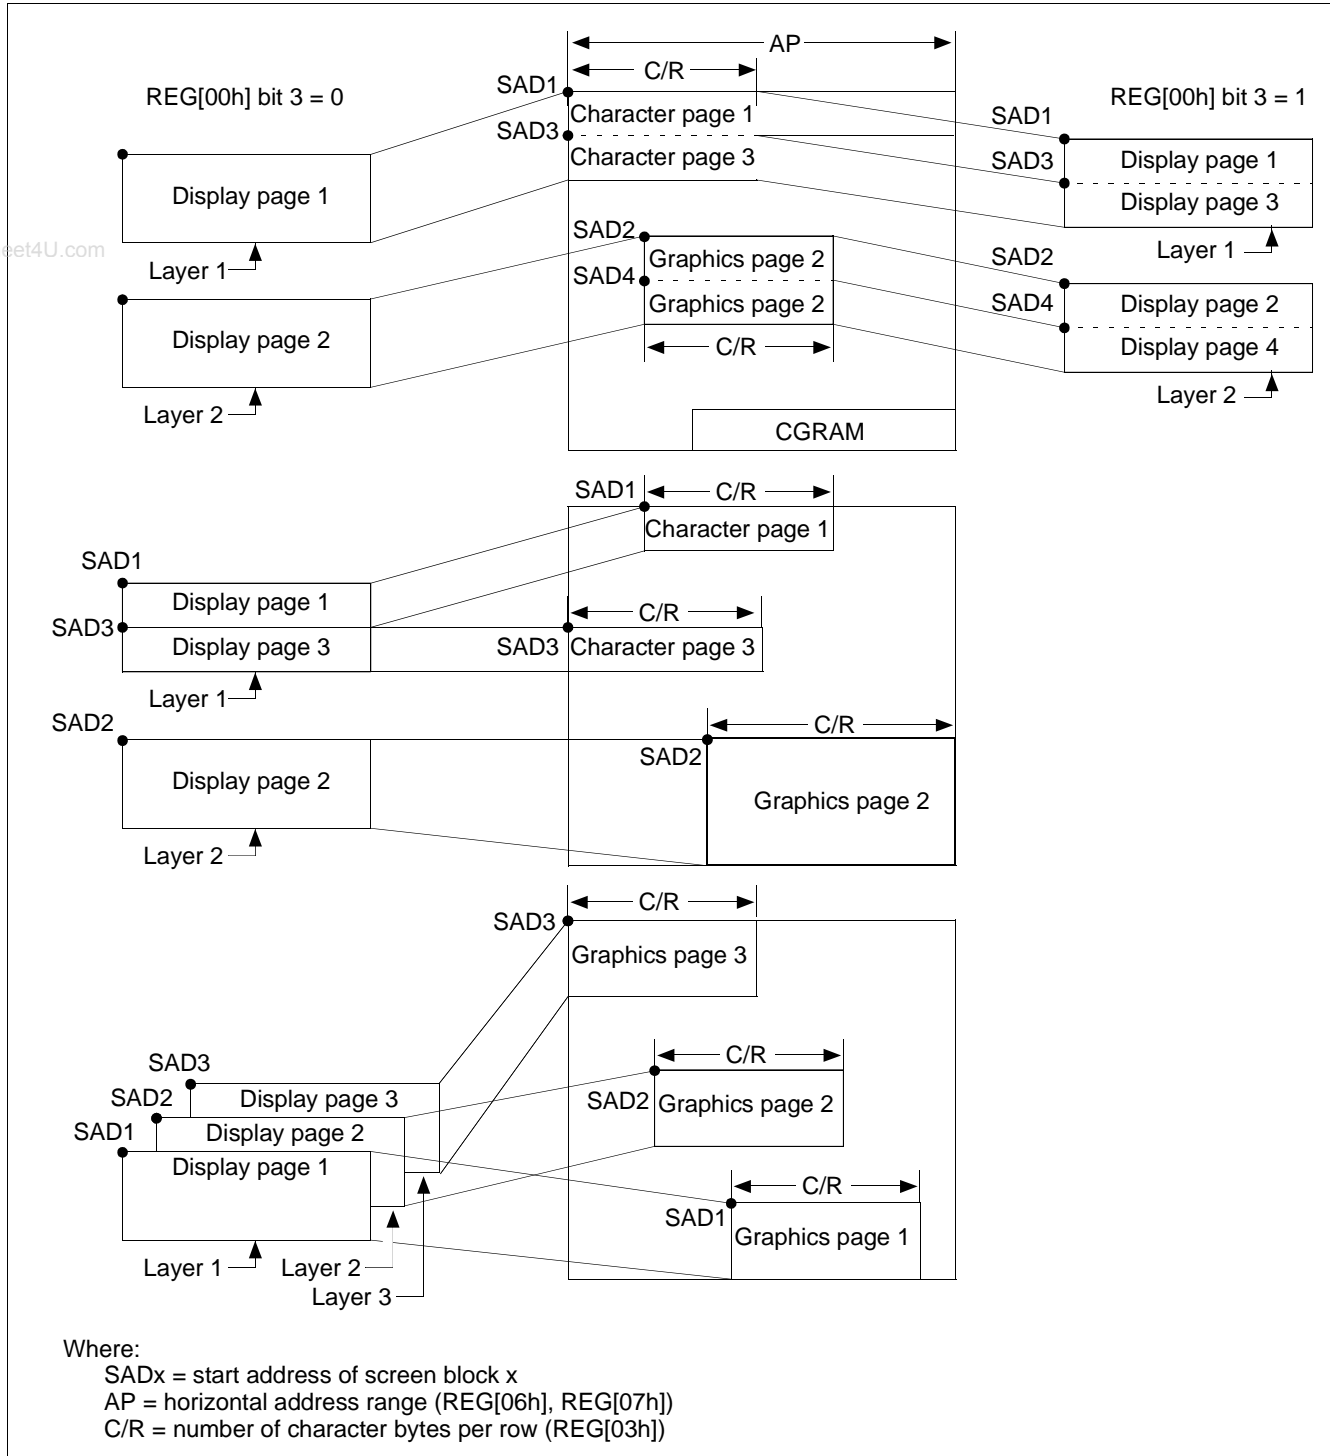 AP
C/R
REG[00h] bit 3 = 0
SAD1
REG[00h] bit 3 = 1
Character page 1
SAD1
SAD3
Character page 3
SAD3
Display page 1
Display page 1
Display page 3
eet4U.com
SAD2
Layer 1
Graphics page 2
Layer 1
SAD2
SAD4
Graphics page 2
SAD4
Display page 2
Display page 2
C/R
Display page 4
Layer 2
Layer 2
CGRAM
SAD1
C/R
Character page 1
SAD1
Display page 1
C/R
SAD3
Display page 3
SAD3
Character page 3
Layer 1
SAD2
C/R
SAD2
Display page 2
Graphics page 2
Layer 2
C/R
SAD3
Graphics page 3
C/R
SAD3
Display page 3
SAD2
SAD2
Graphics page 2
Display page 2
SAD1
Display page 1
C/R
SAD1
Graphics page 1
Layer 1
Layer 2
Layer 3
Where:
SADx = start address of screen block x
AP = horizontal address range (REG[06h], REG[07h])
C/R = number of character bytes per row (REG[03h])